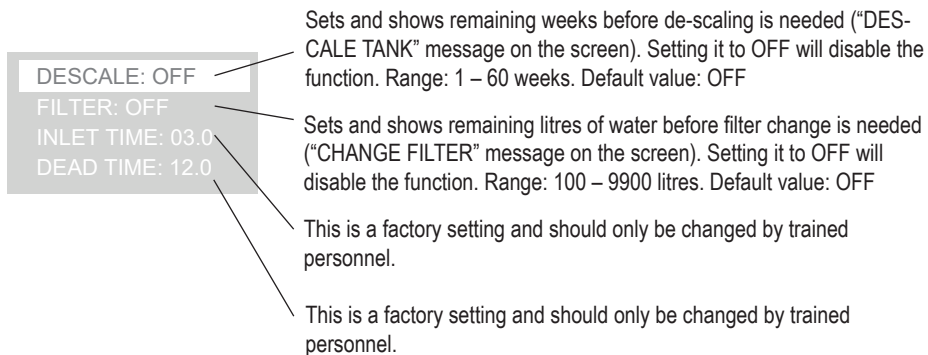 Sets and shows remaining weeks before de-scaling is needed (“DES-
CALE TANK” message on the screen). Setting it to OFF will disable the
function. Range: 1 – 60 weeks. Default value: OFF
DESCALE: OFF
FILTER: OFF
INLET TIME: 03.0
DEAD TIME: 12.0
Sets and shows remaining litres of water before filter change is needed
(“CHANGE FILTER” message on the screen). Setting it to OFF will
disable the function. Range: 100 – 9900 litres. Default value: OFF
This is a factory setting and should only be changed by trained
personnel.
This is a factory setting and should only be changed by trained
personnel.